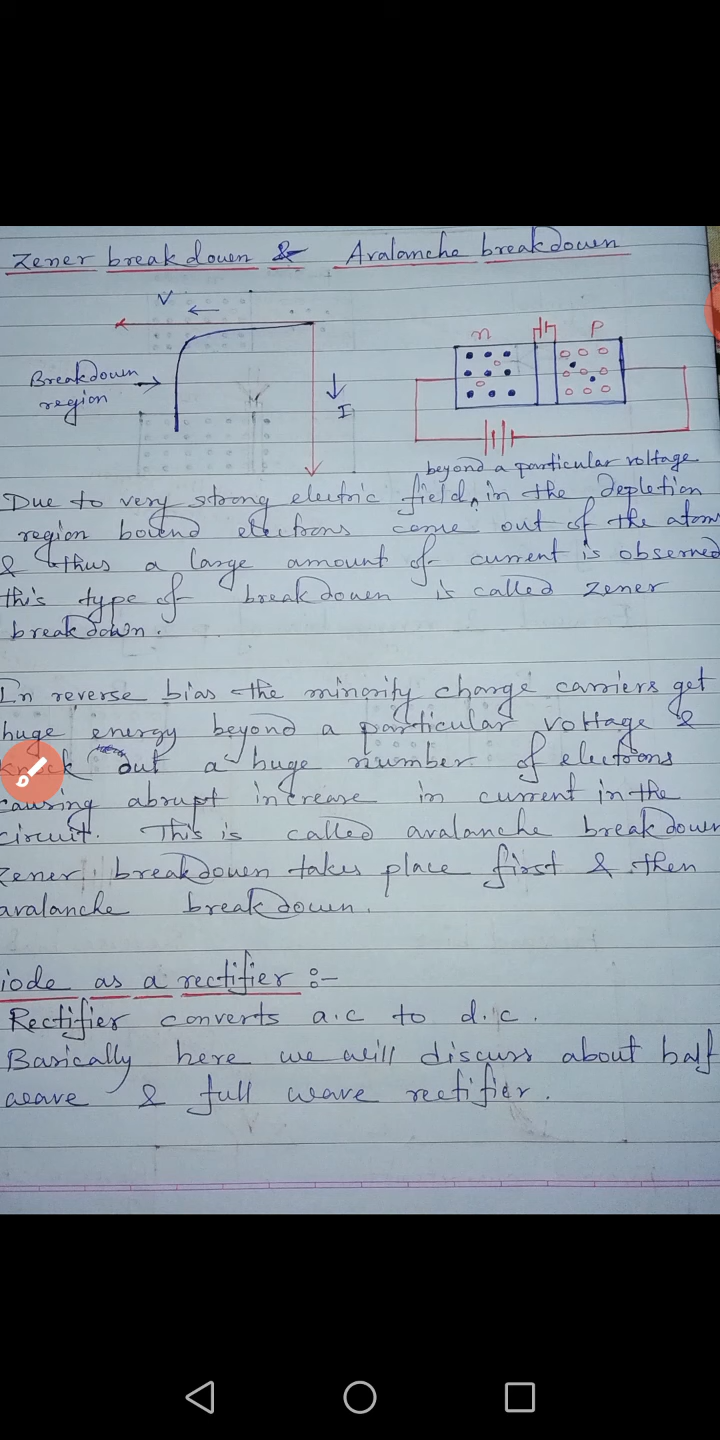 Zener breakdown & Avalanche breakdown
V
n P
Breakdown
region
I
beyond a particular voltage
Due to very strong electric field, in the depletion
region bound electrons come out of the atom
& thus a large amount of current is observed
this type of breakdown is called zener
breakdown.
In reverse bias the minority charge carriers get
huge energy beyond a particular voltage &
knock out a huge number of electrons
causing abrupt increase in current in the
circuit. This is called avalanche breakdown
zener breakdown takes place first & then
avalanche breakdown.
iode as a rectifier :-
Rectifier converts a.c to d.c.
Basically here we will discuss about half
wave & full wave rectifier.